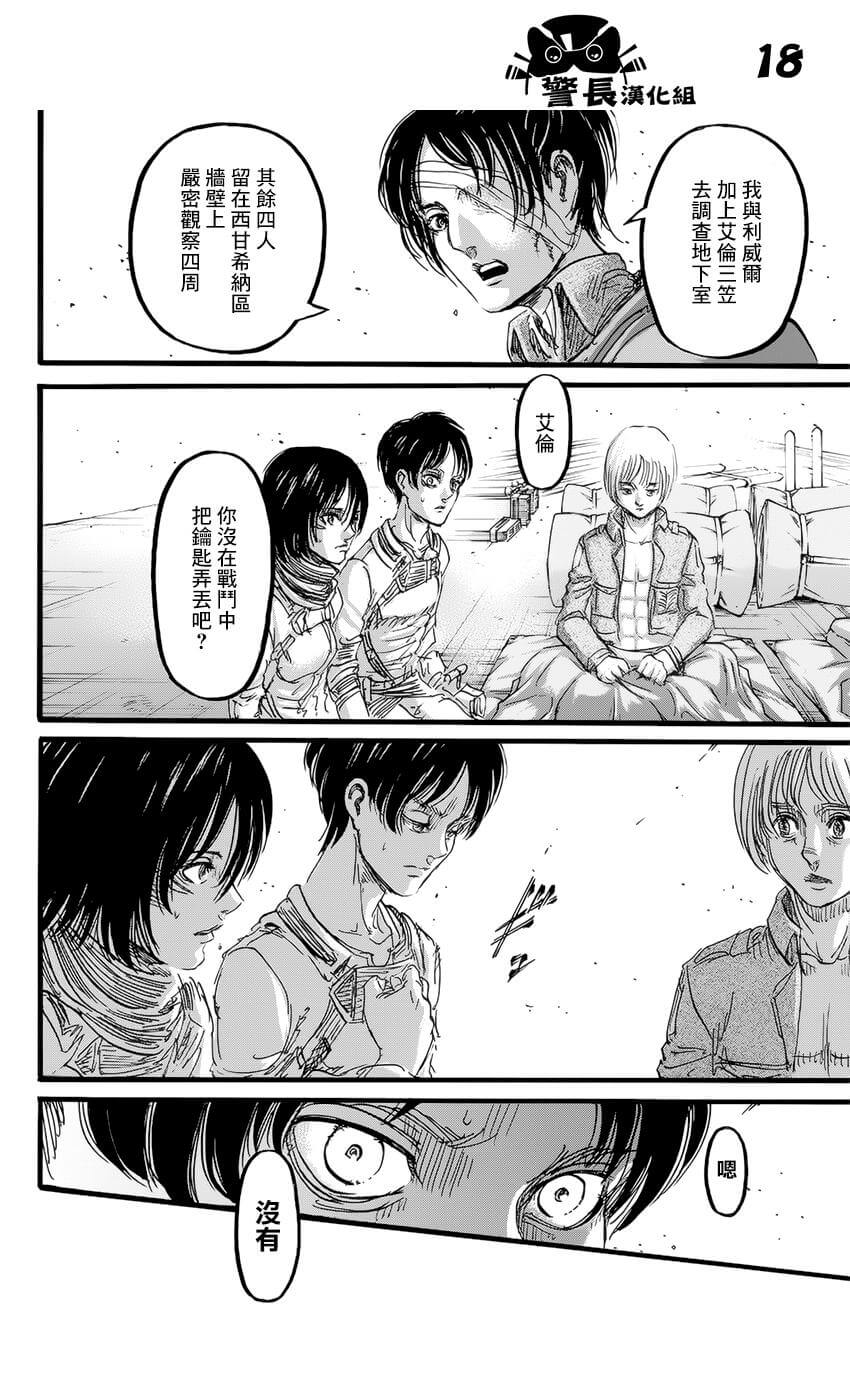 警長漢化組
18
我與利威爾
加上艾倫三笠
去調查地下室
其餘四人
留在西甘希納區
牆壁上
嚴密觀察四周
艾倫
你沒在戰鬥中
把鑰匙弄丟吧？
嗯
沒有